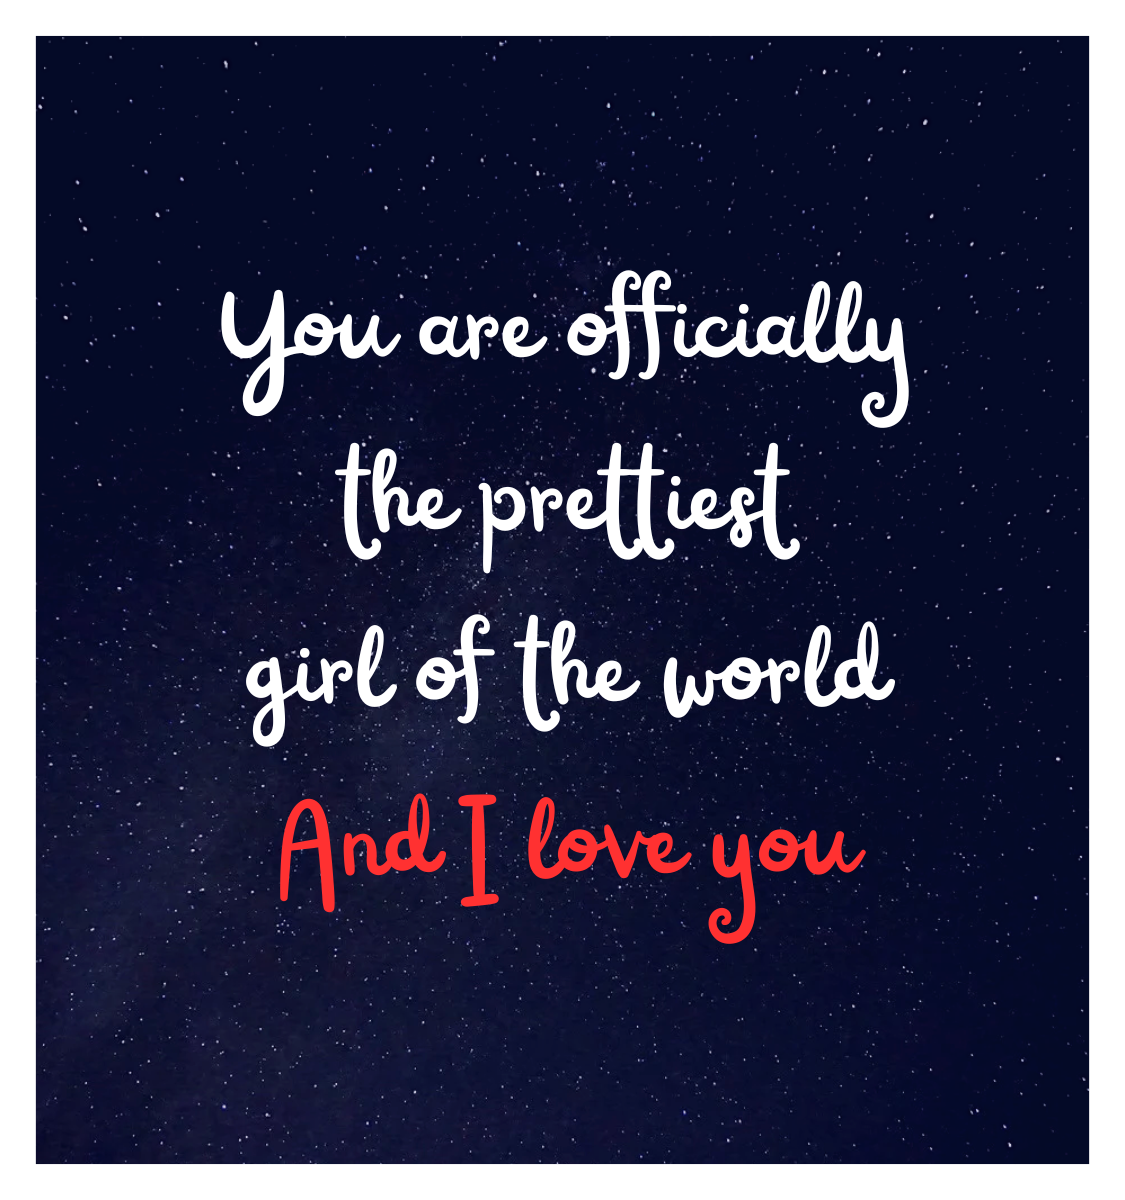 You are officially
the prettiest
girl of the world
And I love you